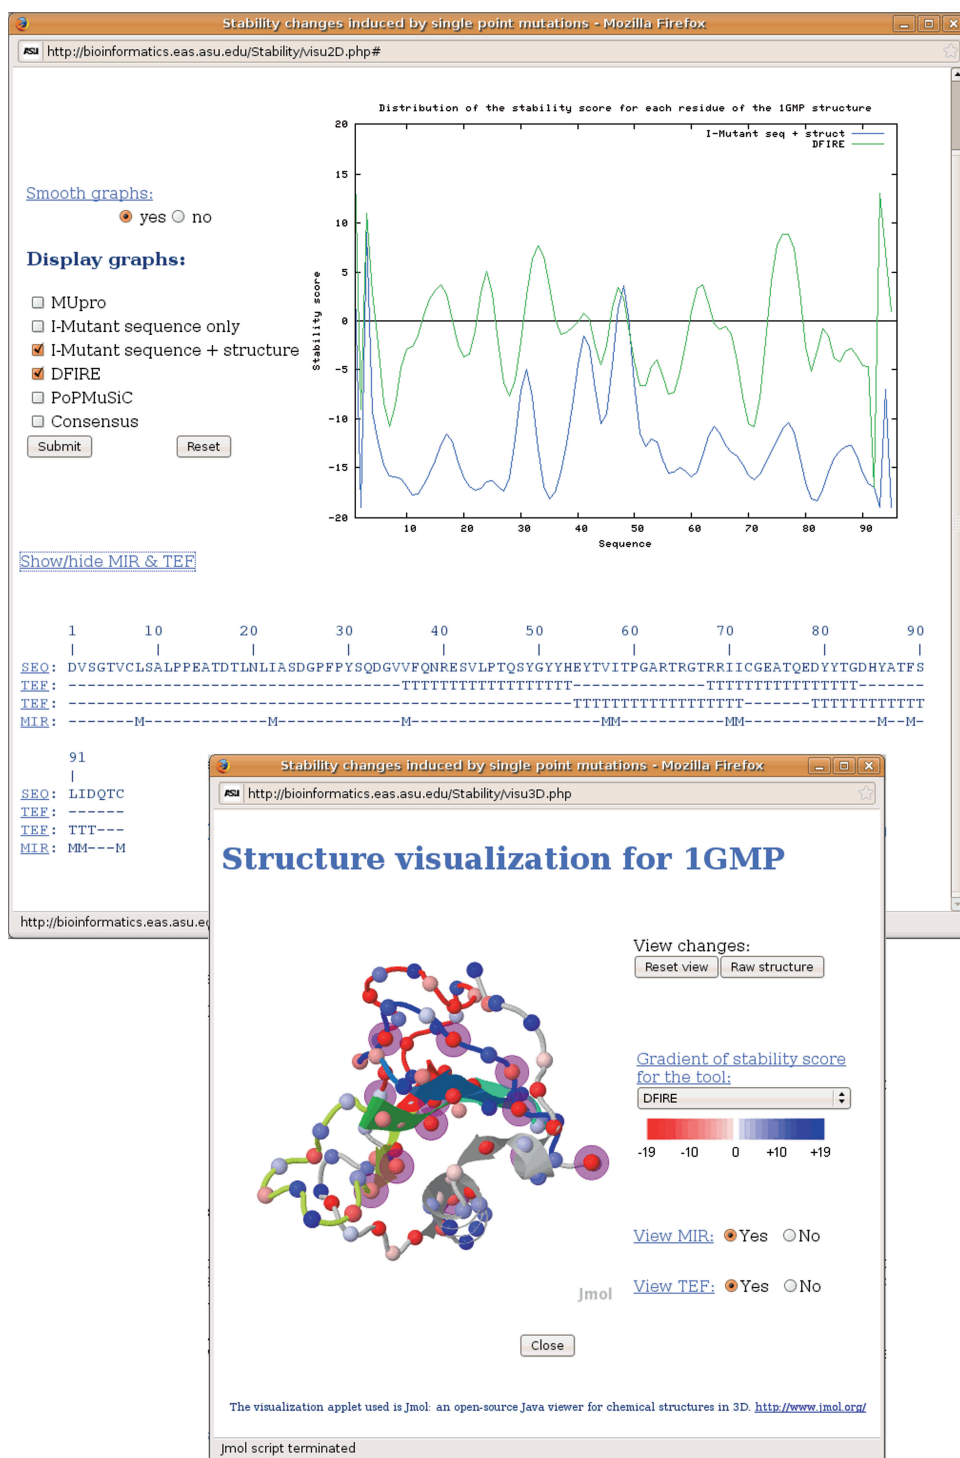 Stability changes induced by single point mutations - Mozilla Firefox
ASU http://bioinformatics.eas.asu.edu/Stability/visu2D.php#
Distribution of the stability score for each residue of the 1GMP structure
I-Mutant seq + struct
DFIRE
20
15
10
5
0
-5
-10
-15
-20
Stability score
10 20 30 40 50 60 70 80 90
Sequence
Smooth graphs:
yes no
Display graphs:
MUpro
I-Mutant sequence only
I-Mutant sequence + structure
DFIRE
PoPMuSiC
Consensus
Submit Reset
Show/hide MIR & TEF
1 10 20 30 40 50 60 70 80 90
SEQ: DVSGTVCLSALPPEATDTLNLIASDGPFPYSQDGVVFQNRESVLPTQSYGYYHEYTVITPGARTRGTRRIICGEATQEDYYTGDHYATFS
TEF: -----------------------------------TTTTTTTTTTTTTTTTTT--------------TTTTTTTTTTTTTTTT-------
TEF: -----------------------------------------------------TTTTTTTTTTTTTTTTTT-------TTTTTTTTTTTT
MIR: -------M-------------M-------------M--------------------MM-----------MM--------------M--M-
91
SEQ: LIDQTC
TEF: ------
TEF: TTT---
MIR: MM---M
http://bioinformatics.eas.asu.e
Stability changes induced by single point mutations - Mozilla Firefox
ASU http://bioinformatics.eas.asu.edu/Stability/visu3D.php
Structure visualization for 1GMP
View changes:
Reset view Raw structure
Gradient of stability score
for the tool:
DFIRE
-19 -10 0 +10 +19
View MIR: Yes No
View TEF: Yes No
Jmol
Close
The visualization applet used is Jmol: an open-source Java viewer for chemical structures in 3D. http://www.jmol.org/
Jmol script terminated